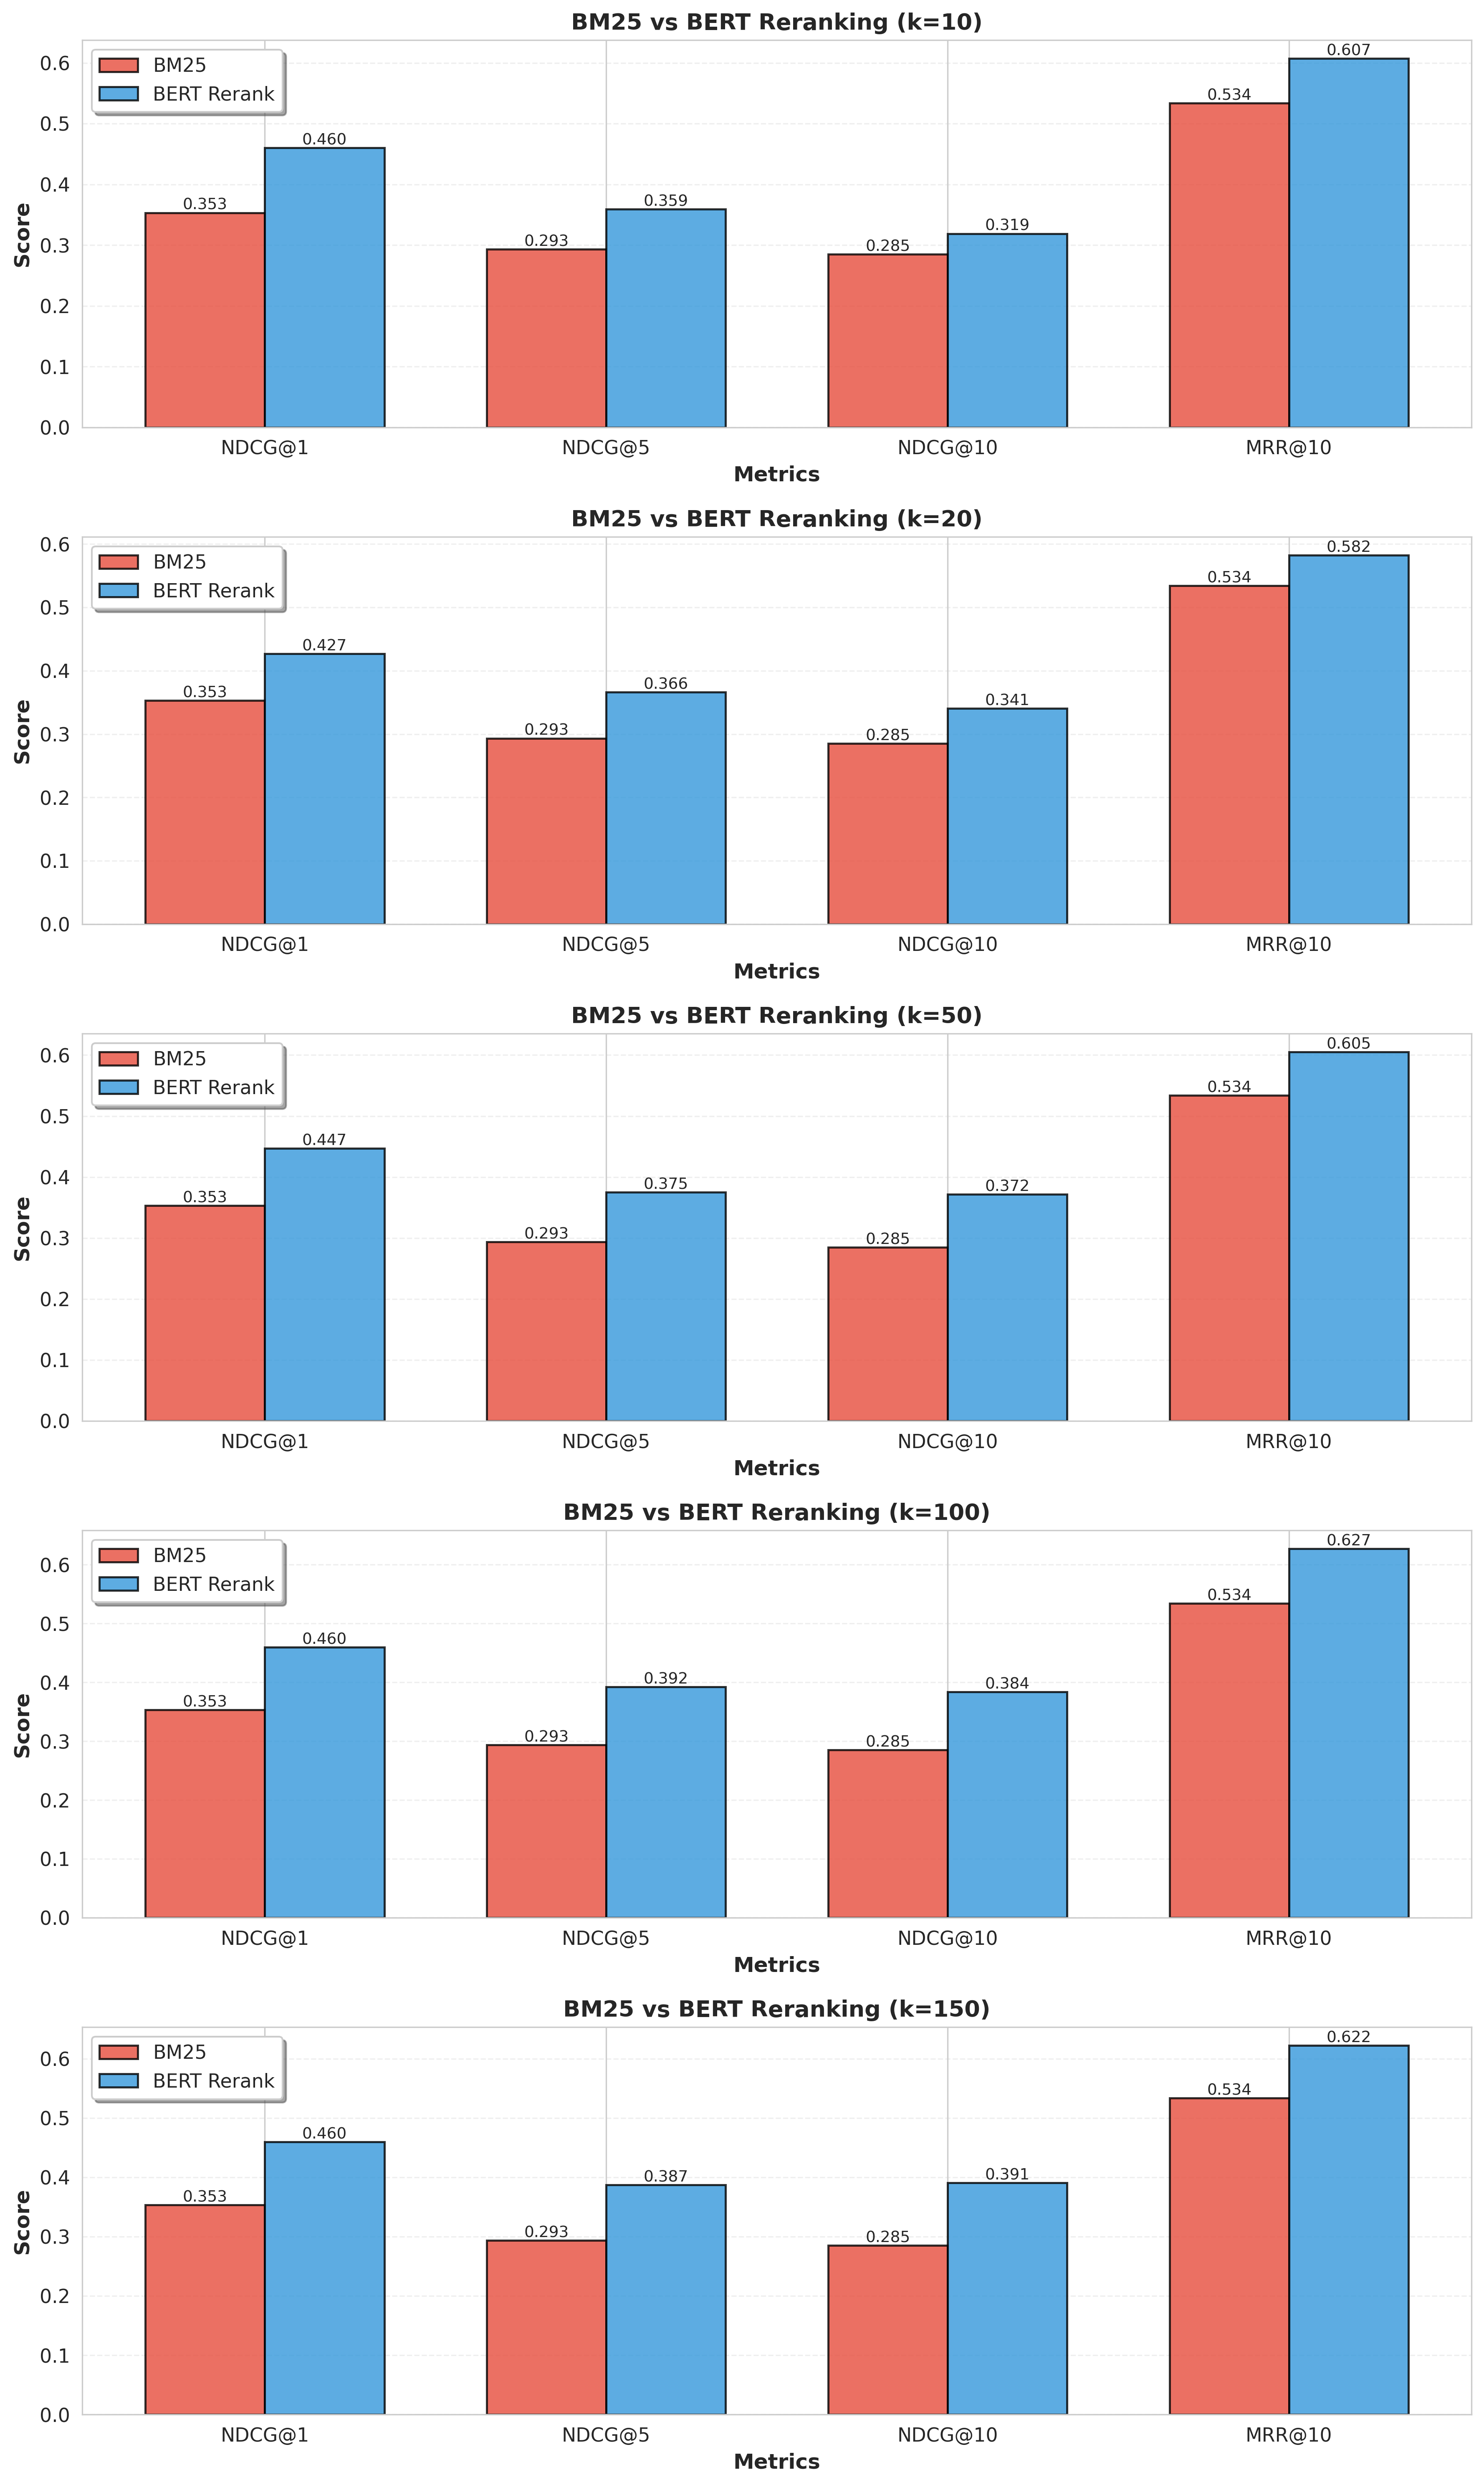 BM25 vs BERT Reranking (k=10)
BM25
BERT Rerank
Score
0.6
0.5
0.4
0.3
0.2
0.1
0.0
0.353
0.460
0.293
0.359
0.285
0.319
0.534
0.607
NDCG@1
NDCG@5
NDCG@10
MRR@10
Metrics
BM25 vs BERT Reranking (k=20)
BM25
BERT Rerank
Score
0.6
0.5
0.4
0.3
0.2
0.1
0.0
0.353
0.427
0.293
0.366
0.285
0.341
0.534
0.582
NDCG@1
NDCG@5
NDCG@10
MRR@10
Metrics
BM25 vs BERT Reranking (k=50)
BM25
BERT Rerank
Score
0.6
0.5
0.4
0.3
0.2
0.1
0.0
0.353
0.447
0.293
0.375
0.285
0.372
0.534
0.605
NDCG@1
NDCG@5
NDCG@10
MRR@10
Metrics
BM25 vs BERT Reranking (k=100)
BM25
BERT Rerank
Score
0.6
0.5
0.4
0.3
0.2
0.1
0.0
0.353
0.460
0.293
0.392
0.285
0.384
0.534
0.627
NDCG@1
NDCG@5
NDCG@10
MRR@10
Metrics
BM25 vs BERT Reranking (k=150)
BM25
BERT Rerank
Score
0.6
0.5
0.4
0.3
0.2
0.1
0.0
0.353
0.460
0.293
0.387
0.285
0.391
0.534
0.622
NDCG@1
NDCG@5
NDCG@10
MRR@10
Metrics